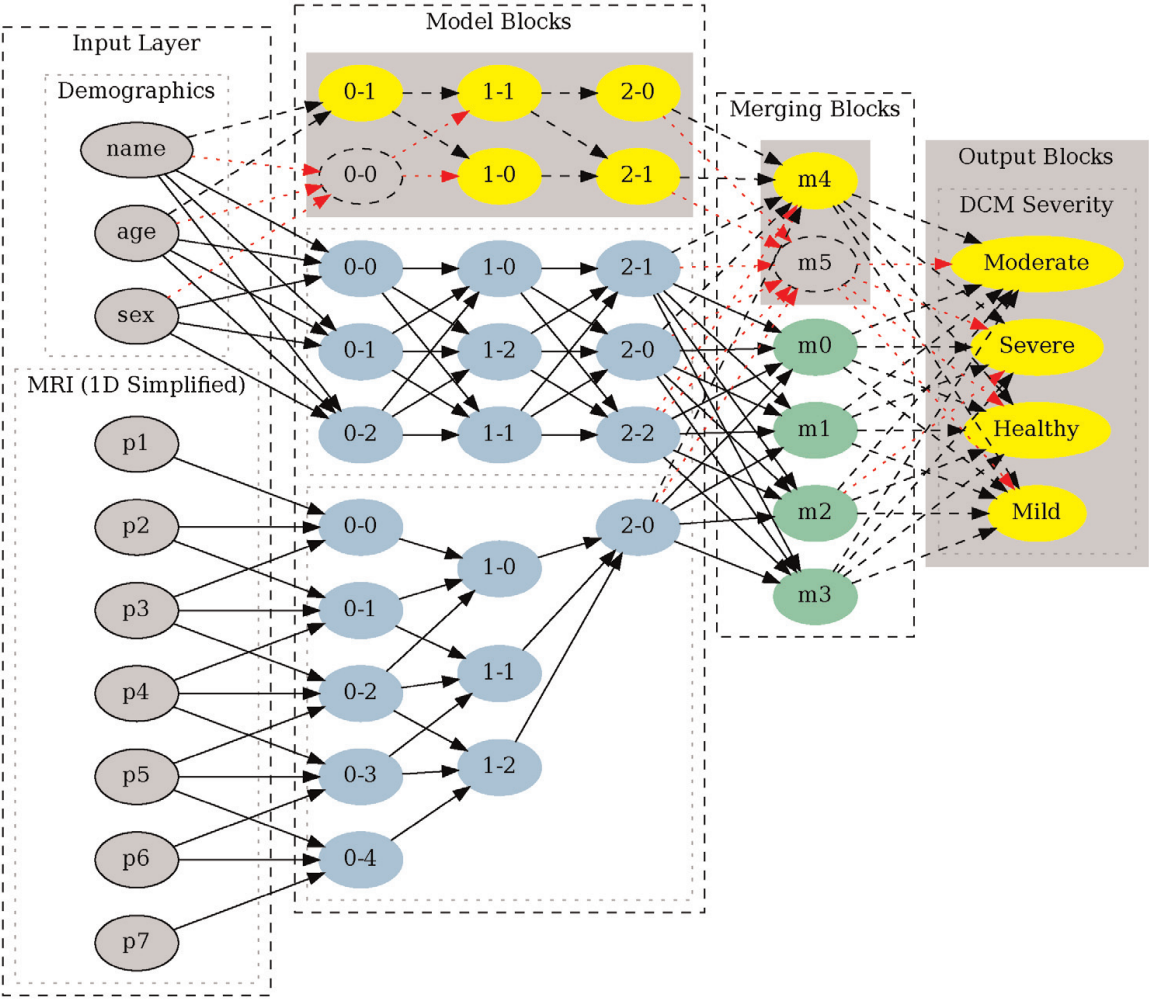 Model Blocks
Input Layer
Demographics
name
age
sex
MRI (1D Simplified)
p1
p2
p3
p4
p5
p6
p7
0-1
1-1
2-0
0-0
1-0
2-1
0-0
1-0
2-1
0-1
1-2
2-0
0-2
1-1
2-2
0-0
1-0
2-0
0-1
1-1
0-2
1-2
0-3
0-4
Merging Blocks
m4
m5
m0
m1
m2
m3
Output Blocks
DCM Severity
Moderate
Severe
Healthy
Mild